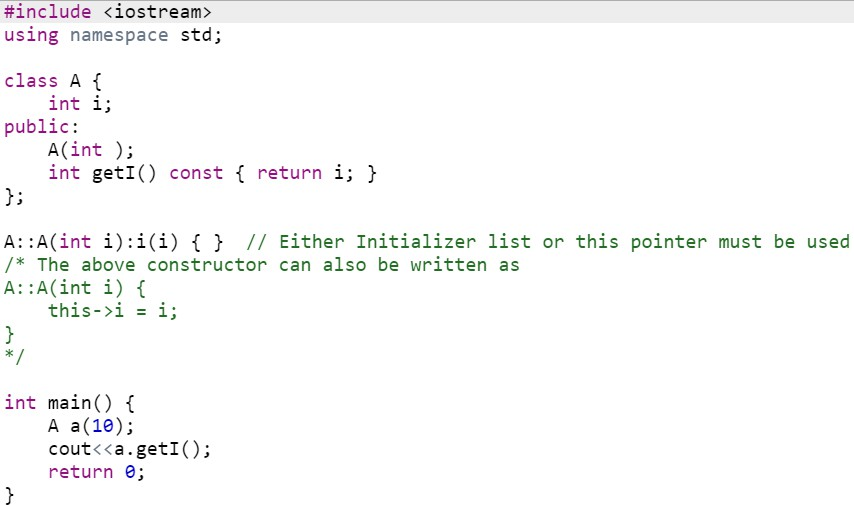 #include <iostream>
using namespace std;
class A {
    int i;
public:
    A(int );
    int getI() const { return i; }
};
A::A(int i):i(i) { }  // Either Initializer list or this pointer must be used
/* The above constructor can also be written as
A::A(int i) {
    this->i = i;
}
*/
int main() {
    A a(10);
    cout<<a.getI();
    return 0;
}